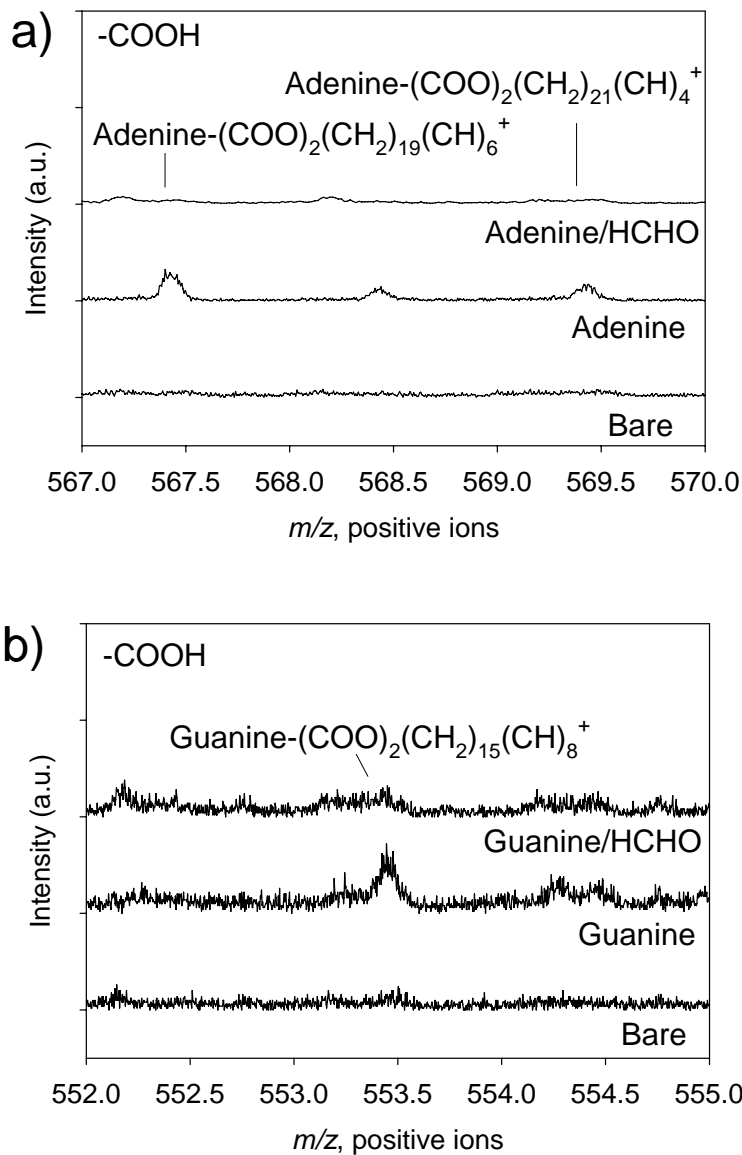 a)
-COOH
Adenine-(COO)₂(CH₂)₂₁(CH)₄⁺
Adenine-(COO)₂(CH₂)₁₉(CH)₆⁺
Adenine/HCHO
Adenine
Bare
Intensity (a.u.)
567.0 567.5 568.0 568.5 569.0 569.5 570.0
m/z, positive ions
b)
-COOH
Guanine-(COO)₂(CH₂)₁₅(CH)₈⁺
Guanine/HCHO
Guanine
Bare
Intensity (a.u.)
552.0 552.5 553.0 553.5 554.0 554.5 555.0
m/z, positive ions